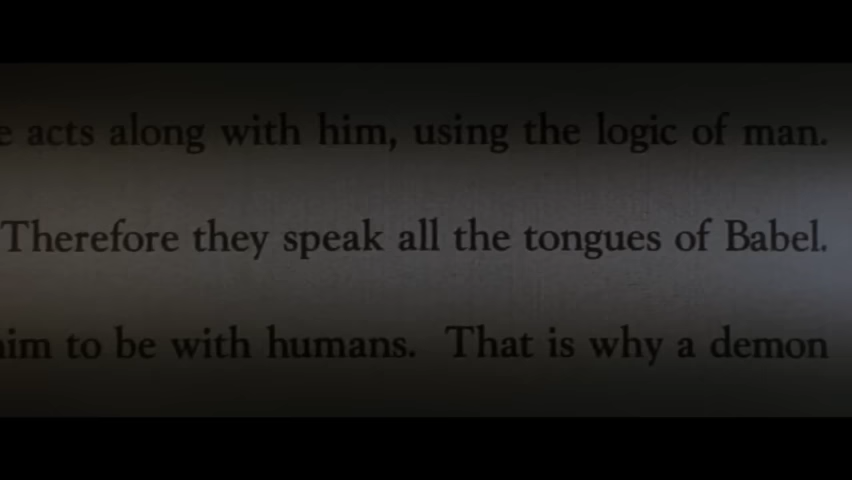 acts along with him, using the logic of man.
Therefore they speak all the tongues of Babel.
to be with humans. That is why a demon